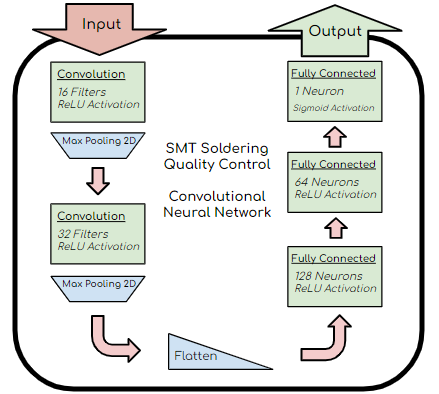 Input
Output
Convolution
16 Filters
ReLU Activation
Max Pooling 2D
Convolution
32 Filters
ReLU Activation
Max Pooling 2D
Flatten
SMT Soldering
Quality Control
Convolutional
Neural Network
Fully Connected
1 Neuron
Sigmoid Activation
Fully Connected
64 Neurons
ReLU Activation
Fully Connected
128 Neurons
ReLU Activation